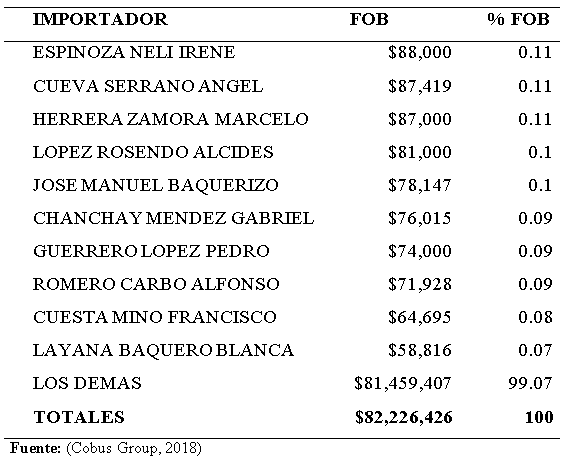 IMPORTADOR FOB % FOB
ESPINOZA NELI IRENE $88,000 0.11
CUEVA SERRANO ANGEL $87,419 0.11
HERRERA ZAMORA MARCELO $87,000 0.11
LOPEZ ROSENDO ALCIDES $81,000 0.1
JOSE MANUEL BAQUERIZO $78,147 0.1
CHANCHAY MENDEZ GABRIEL $76,015 0.09
GUERRERO LOPEZ PEDRO $74,000 0.09
ROMERO CARBO ALFONSO $71,928 0.09
CUESTA MINO FRANCISCO $64,695 0.08
LAYANA BAQUERO BLANCA $58,816 0.07
LOS DEMAS $81,459,407 99.07
TOTALES $82,226,426 100
Fuente: (Cobus Group, 2018)